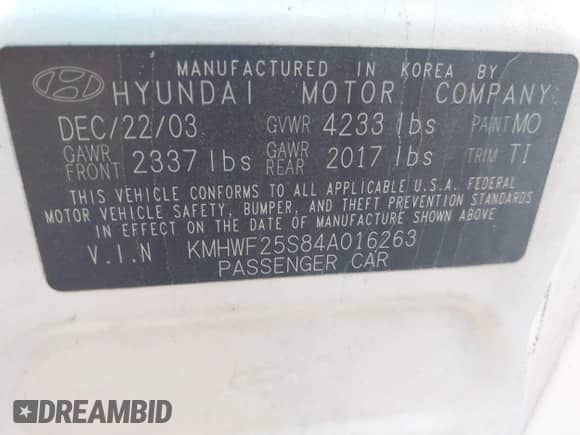 MANUFACTURED IN KOREA BY
HYUNDAI MOTOR COMPANY
DEC/22/03 GVWR 4233 lbs PAINT MO
GAWR FRONT 2337 lbs GAWR REAR 2017 lbs TRIM TI
THIS VEHICLE CONFORMS TO ALL APPLICABLE U.S.A. FEDERAL
MOTOR VEHICLE SAFETY, BUMPER, AND THEFT PREVENTION STANDARDS
IN EFFECT ON THE DATE OF MANUFACTURE SHOWN ABOVE
V.I.N KMHWF25S84A016263
PASSENGER CAR
DREAMBID